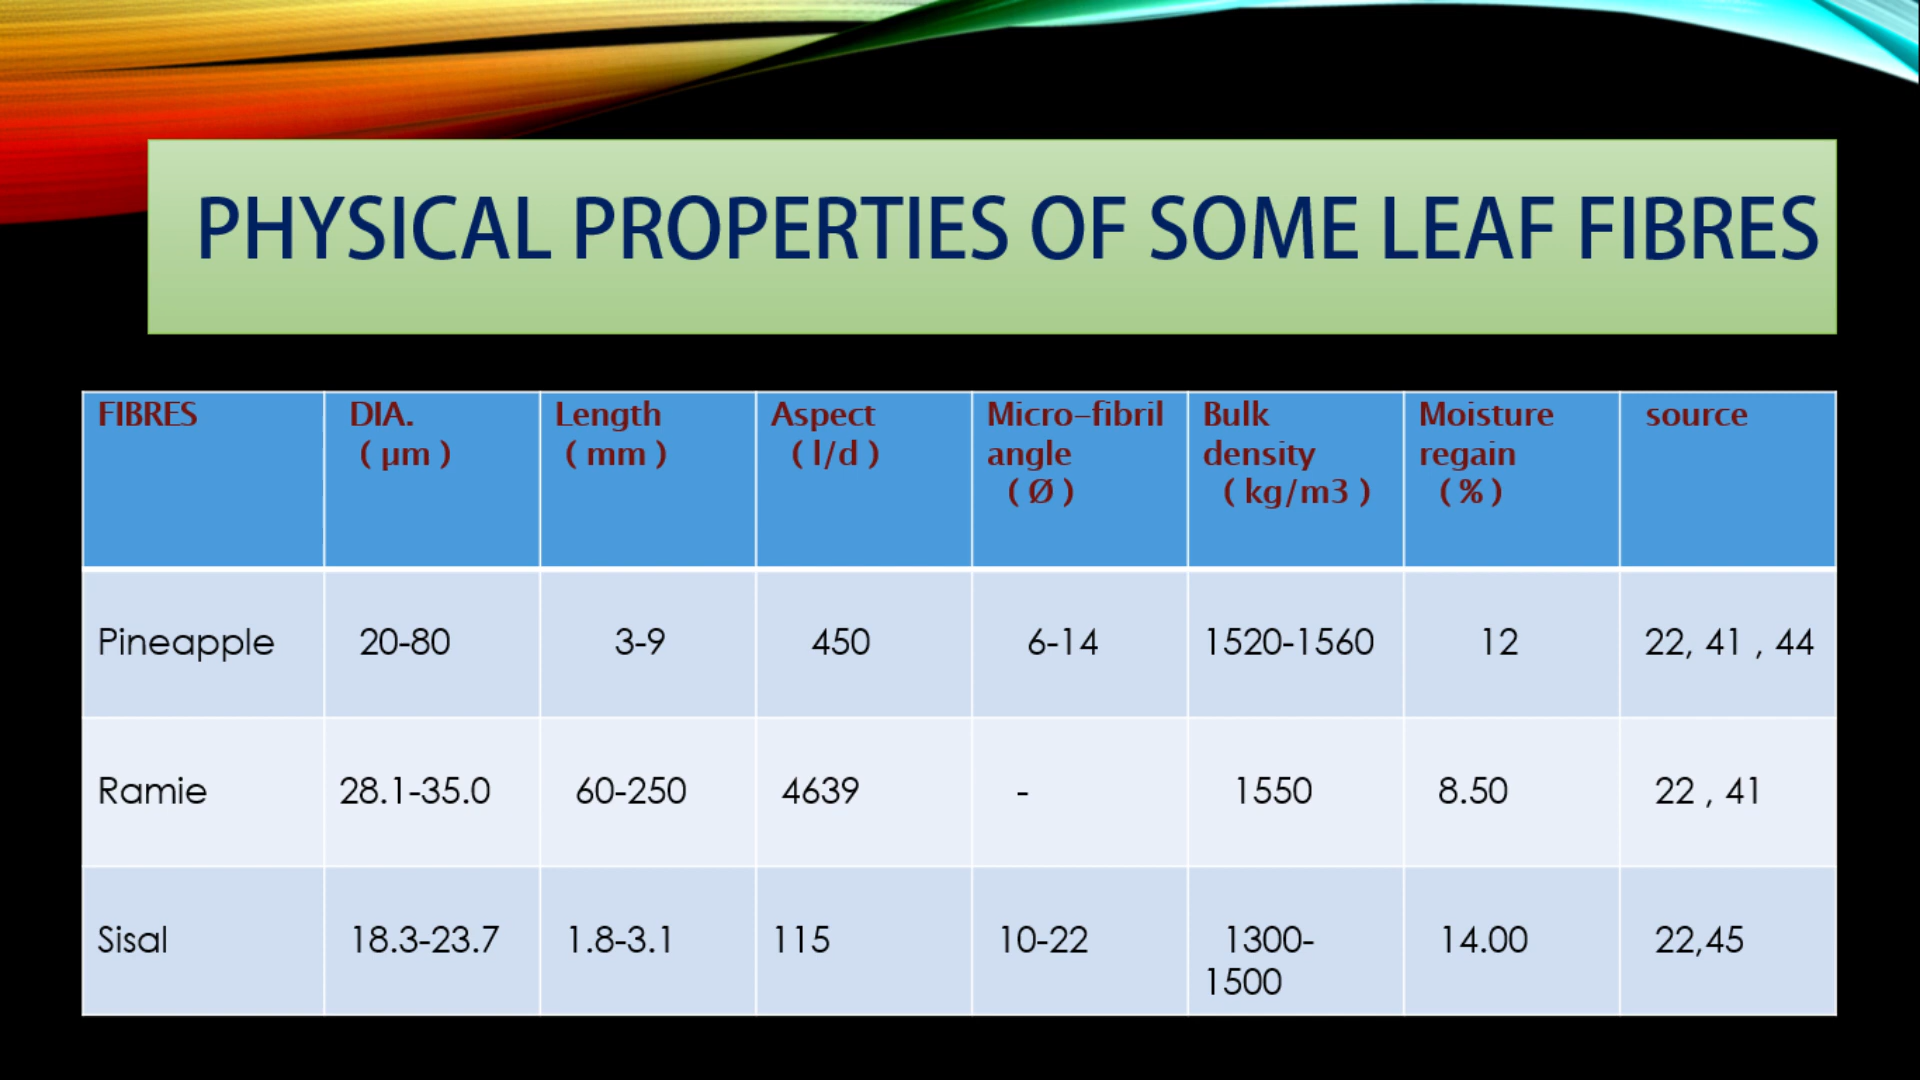 PHYSICAL PROPERTIES OF SOME LEAF FIBRES
FIBRES DIA. ( µm ) Length ( mm ) Aspect ( l/d ) Micro-fibril angle ( Ø ) Bulk density ( kg/m3 ) Moisture regain ( % ) source
Pineapple 20-80 3-9 450 6-14 1520-1560 12 22, 41 , 44
Ramie 28.1-35.0 60-250 4639 - 1550 8.50 22 , 41
Sisal 18.3-23.7 1.8-3.1 115 10-22 1300-1500 14.00 22,45